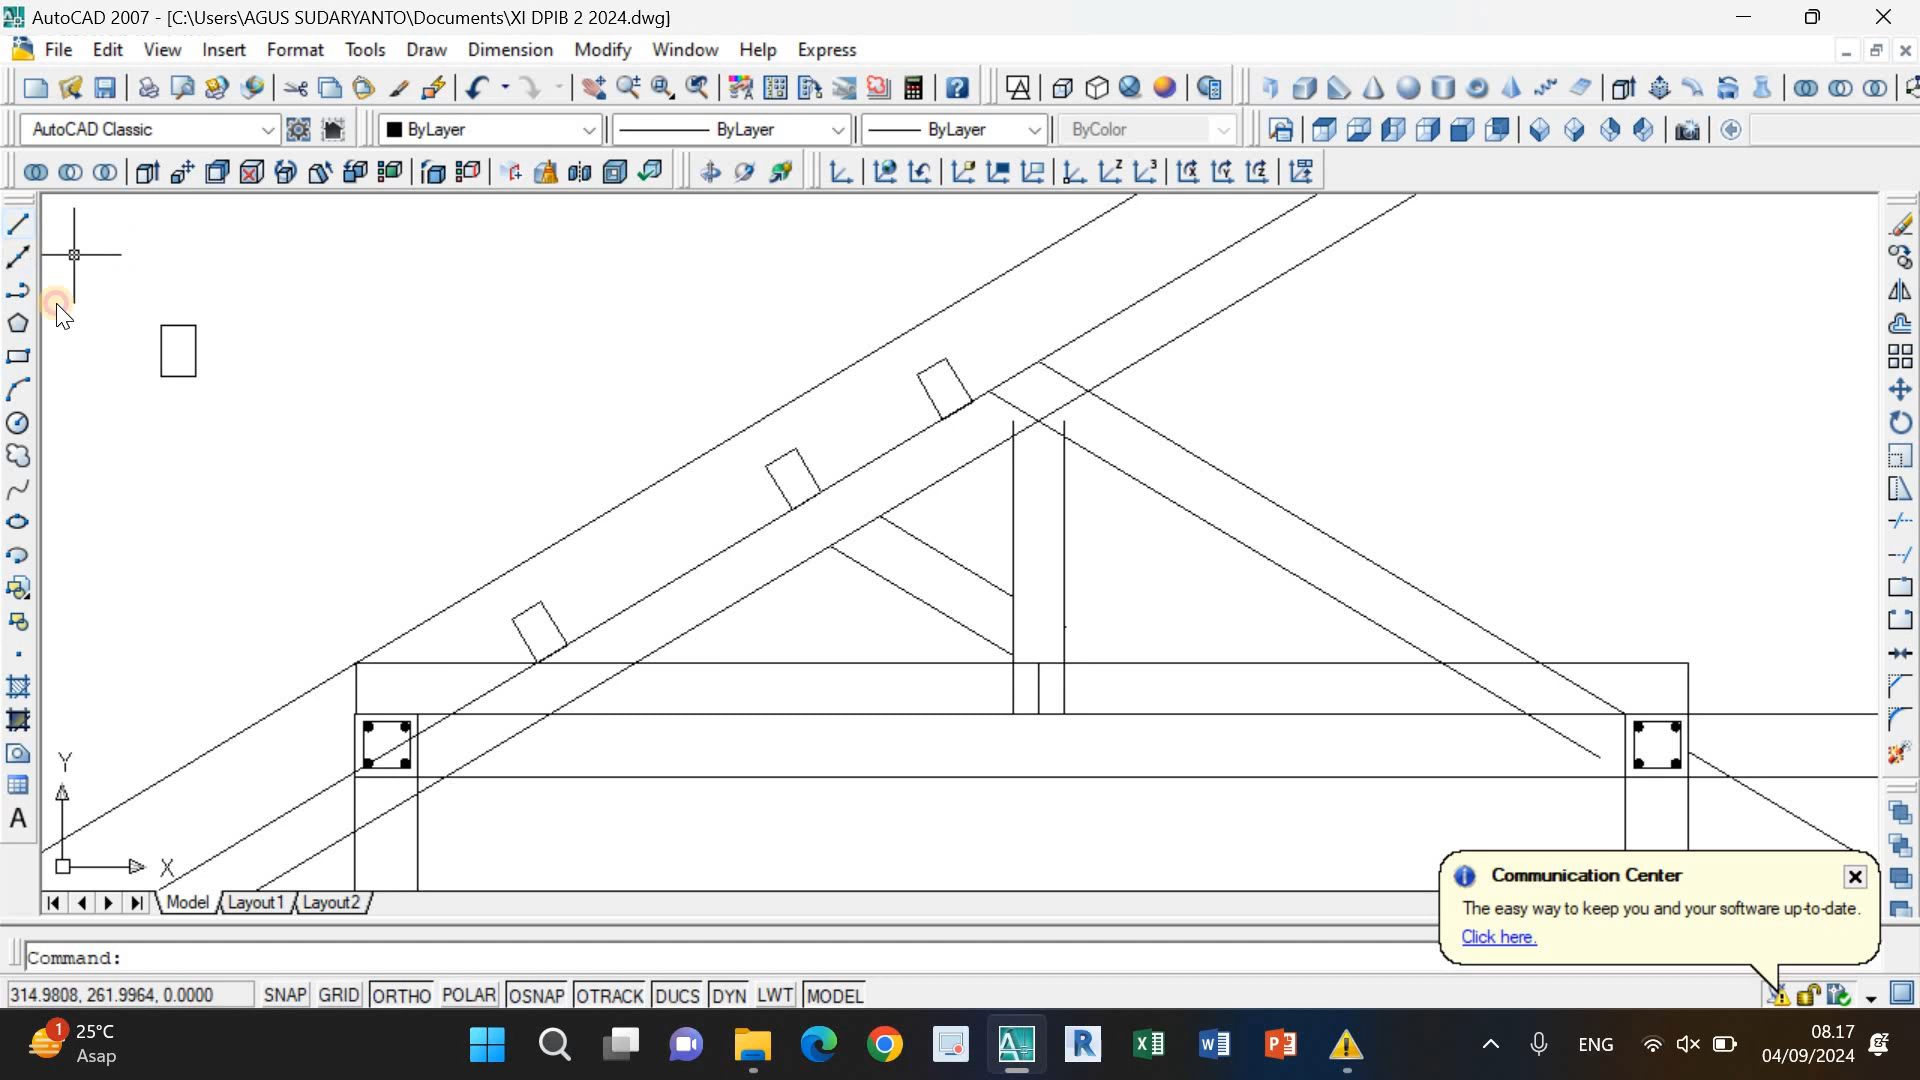 AutoCAD 2007 - [C:\Users\AGUS SUDARYANTO\Documents\XI DPIB 2 2024.dwg]
File Edit View Insert Format Tools Draw Dimension Modify Window Help Express
AutoCAD Classic ByLayer ByLayer ByLayer ByColor
Y
X
Model Layout1 Layout2
Communication Center
The easy way to keep you and your software up-to-date.
Click here.
Command:
314.9808, 261.9964, 0.0000 SNAP GRID ORTHO POLAR OSNAP OTRACK DUCS DYN LWT MODEL
1
25°C
Asap
ENG
08.17
04/09/2024